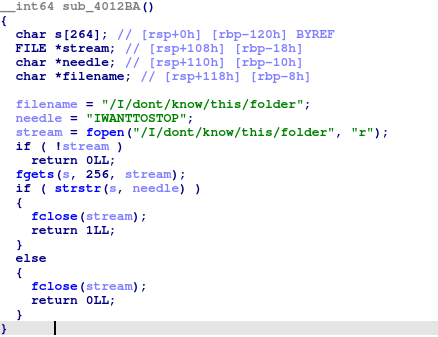 __int64 sub_4012BA()
{
char s[264]; // [rsp+0h] [rbp-120h] BYREF
FILE *stream; // [rsp+108h] [rbp-18h]
char *needle; // [rsp+110h] [rbp-10h]
char *filename; // [rsp+118h] [rbp-8h]
filename = "/I/dont/know/this/folder";
needle = "IWANTTOSTOP";
stream = fopen("/I/dont/know/this/folder", "r");
if ( !stream )
return 0LL;
fgets(s, 256, stream);
if ( strstr(s, needle) )
{
fclose(stream);
return 1LL;
}
else
{
fclose(stream);
return 0LL;
}
}